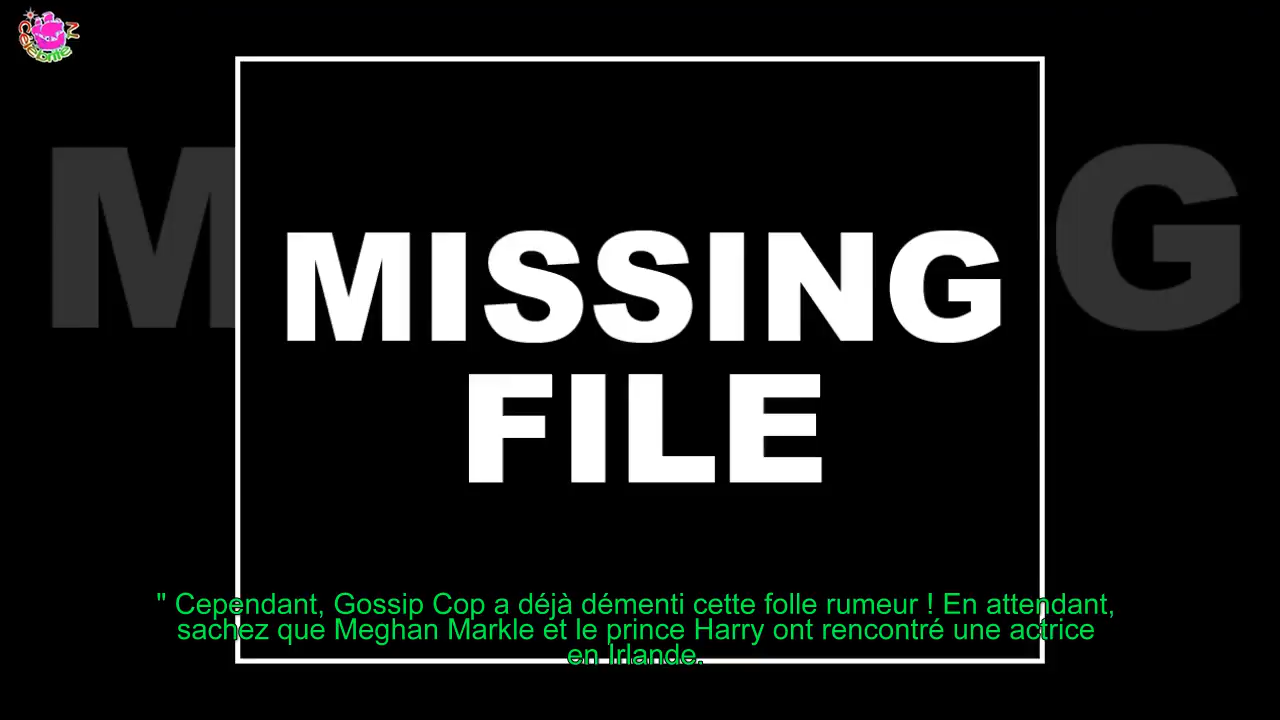 Célébrité Z
MISSING
FILE
" Cependant, Gossip Cop a déjà démenti cette folle rumeur ! En attendant,
sachez que Meghan Markle et le prince Harry ont rencontré une actrice
en Irlande.
M
G